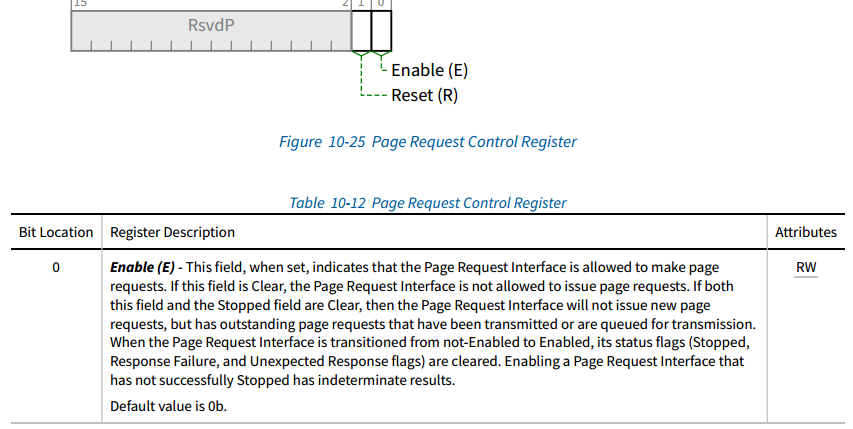 15 2 1 0
RsvdP
Enable (E)
Reset (R)
Figure 10-25 Page Request Control Register
Table 10-12 Page Request Control Register
Bit Location Register Description Attributes
0 Enable (E) - This field, when set, indicates that the Page Request Interface is allowed to make page RW
requests. If this field is Clear, the Page Request Interface is not allowed to issue page requests. If both
this field and the Stopped field are Clear, then the Page Request Interface will not issue new page
requests, but has outstanding page requests that have been transmitted or are queued for transmission.
When the Page Request Interface is transitioned from not-Enabled to Enabled, its status flags (Stopped,
Response Failure, and Unexpected Response flags) are cleared. Enabling a Page Request Interface that
has not successfully Stopped has indeterminate results.
Default value is 0b.